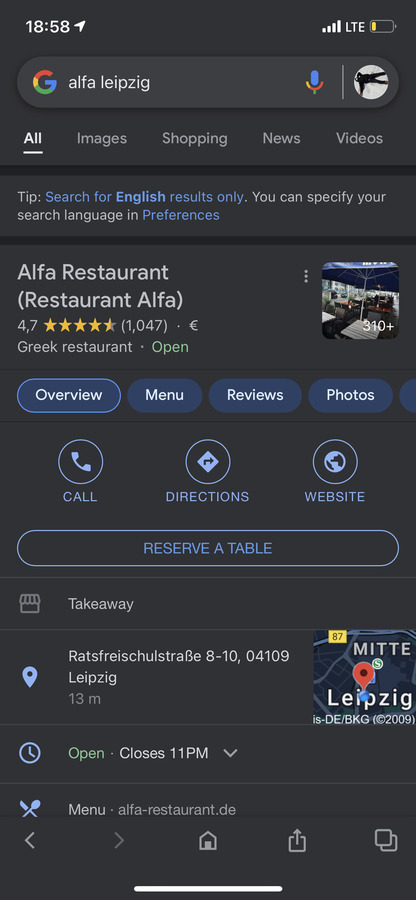 18:58
LTE
alfa leipzig
All
Images
Shopping
News
Videos
Tip: Search for English results only. You can specify your
search language in Preferences
Alfa Restaurant
(Restaurant Alfa)
310+
4,7 (1,047) · €
Greek restaurant · Open
Overview
Menu
Reviews
Photos
CALL
DIRECTIONS
WEBSITE
RESERVE A TABLE
Takeaway
Ratsfreischulstraße 8-10, 04109
Leipzig
13 m
87
MITTE
S
Leipzig
is-DE/BKG (©2009)
Open · Closes 11PM
Menu · alfa-restaurant.de